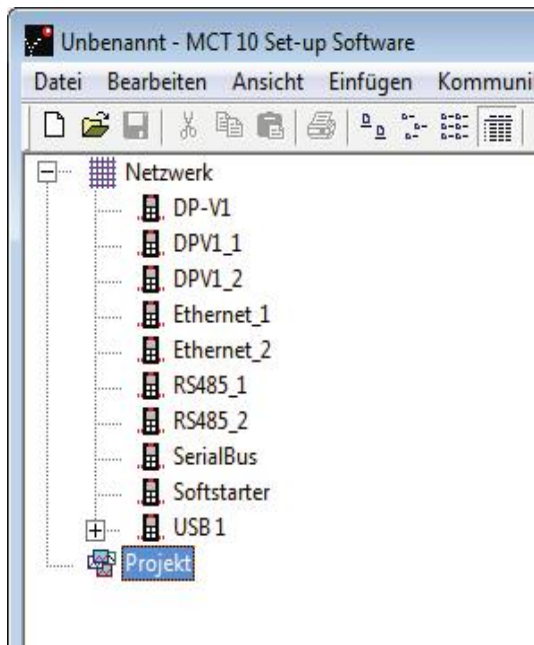 Unbenannt - MCT 10 Set-up Software
Datei Bearbeiten Ansicht Einfügen
Netzwerk
DP-V1
DPV1_1
DPV1_2
Ethernet_1
Ethernet_2
RS485_1
RS485_2
SerialBus
Softstarter
USB 1
Projekt